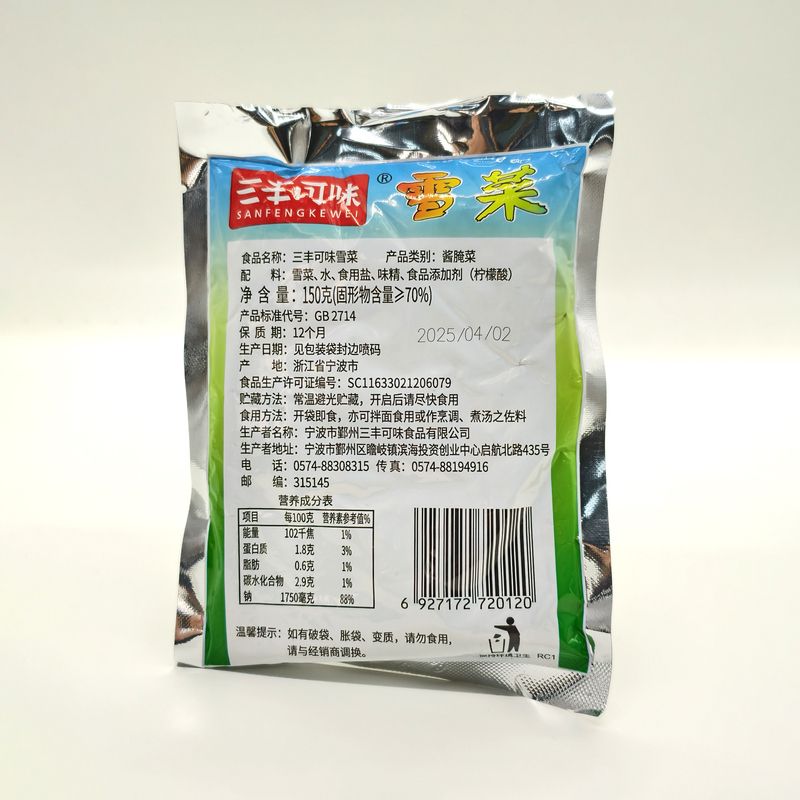 三丰可味® 雪菜
SANFENGKEWEI
食品名称：三丰可味雪菜 产品类别：酱腌菜
配 料：雪菜、水、食用盐、味精、食品添加剂（柠檬酸）
净 含 量：150克(固形物含量≥70%)
产品标准代号：GB 2714
保 质 期：12个月
2025/04/02
生产日期：见包装袋封边喷码
产 地：浙江省宁波市
食品生产许可证编号：SC11633021206079
贮藏方法：常温避光贮藏，开启后请尽快食用
食用方法：开袋即食，亦可拌面食用或作烹调、煮汤之佐料
生产者名称：宁波市鄞州三丰可味食品有限公司
生产者地址：宁波市鄞州区瞻岐镇滨海投资创业中心启航北路435号
电 话：0574-88308315 传 真：0574-88194916
邮 编：315145
营养成分表
项目 每100克 营养素参考值%
能量 102千焦 1%
蛋白质 1.8克 3%
脂肪 0.6克 1%
碳水化合物 2.9克 1%
钠 1750毫克 88%
6 927172 720120
温馨提示：如有破袋、胀袋、变质，请勿食用，
请与经销商调换。
保持环境卫生 RC1